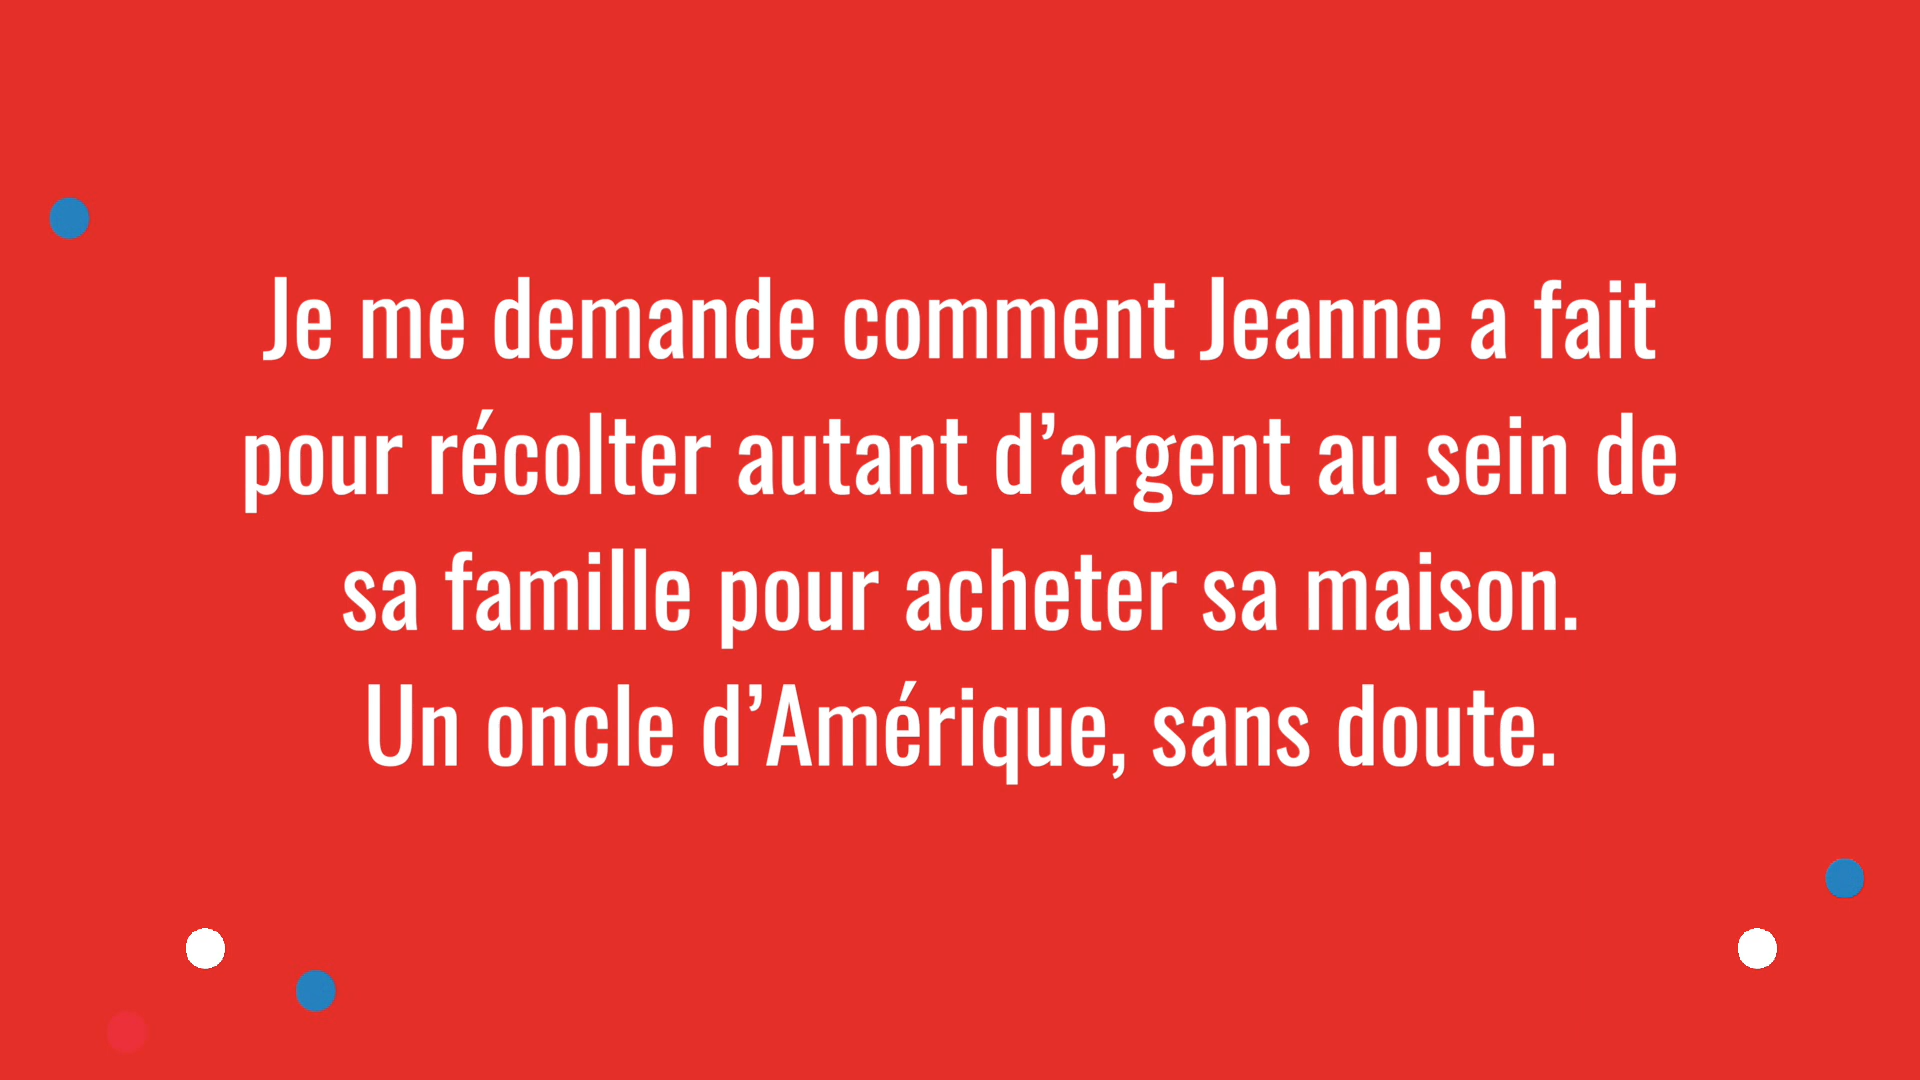 Je me demande comment Jeanne a fait
pour récolter autant d’argent au sein de
sa famille pour acheter sa maison.
Un oncle d’Amérique, sans doute.